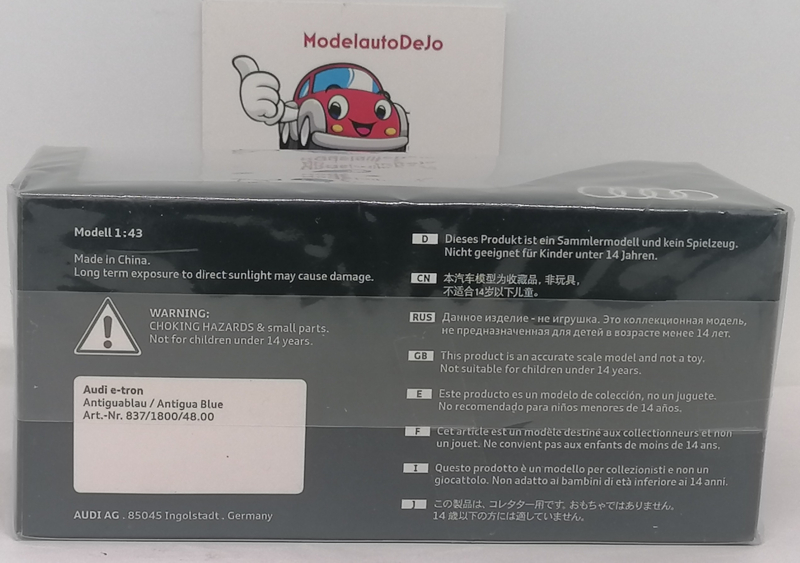 ModelautoDeJo
Modell 1:43
Made in China.
Long term exposure to direct sunlight may cause damage.
WARNING:
CHOKING HAZARDS & small parts.
Not for children under 14 years.
Audi e-tron
Antiguablau / Antigua Blue
Art.-Nr. 837/1800/48.00
AUDI AG . 85045 Ingolstadt . Germany
D Dieses Produkt ist ein Sammlermodell und kein Spielzeug.
Nicht geeignet für Kinder unter 14 Jahren.
CN 本汽车模型为收藏品, 非玩具,
不适合14岁以下儿童。
RUS Данное изделие - не игрушка. Это коллекционная модель,
не предназначенная для детей в возрасте менее 14 лет.
GB This product is an accurate scale model and not a toy.
Not suitable for children under 14 years.
E Este producto es un modelo de colección, no un juguete.
No recomendado para niños menores de 14 años.
F Cet article est un modèle destiné aux collectionneurs et non
un jouet. Ne convient pas aux enfants de moins de 14 ans.
I Questo prodotto è un modello per collezionisti e non un
giocattolo. Non adatto ai bambini di età inferiore ai 14 anni.
J この製品は、コレクター用です。おもちゃではありません。
14 歳以下の方には適していません。